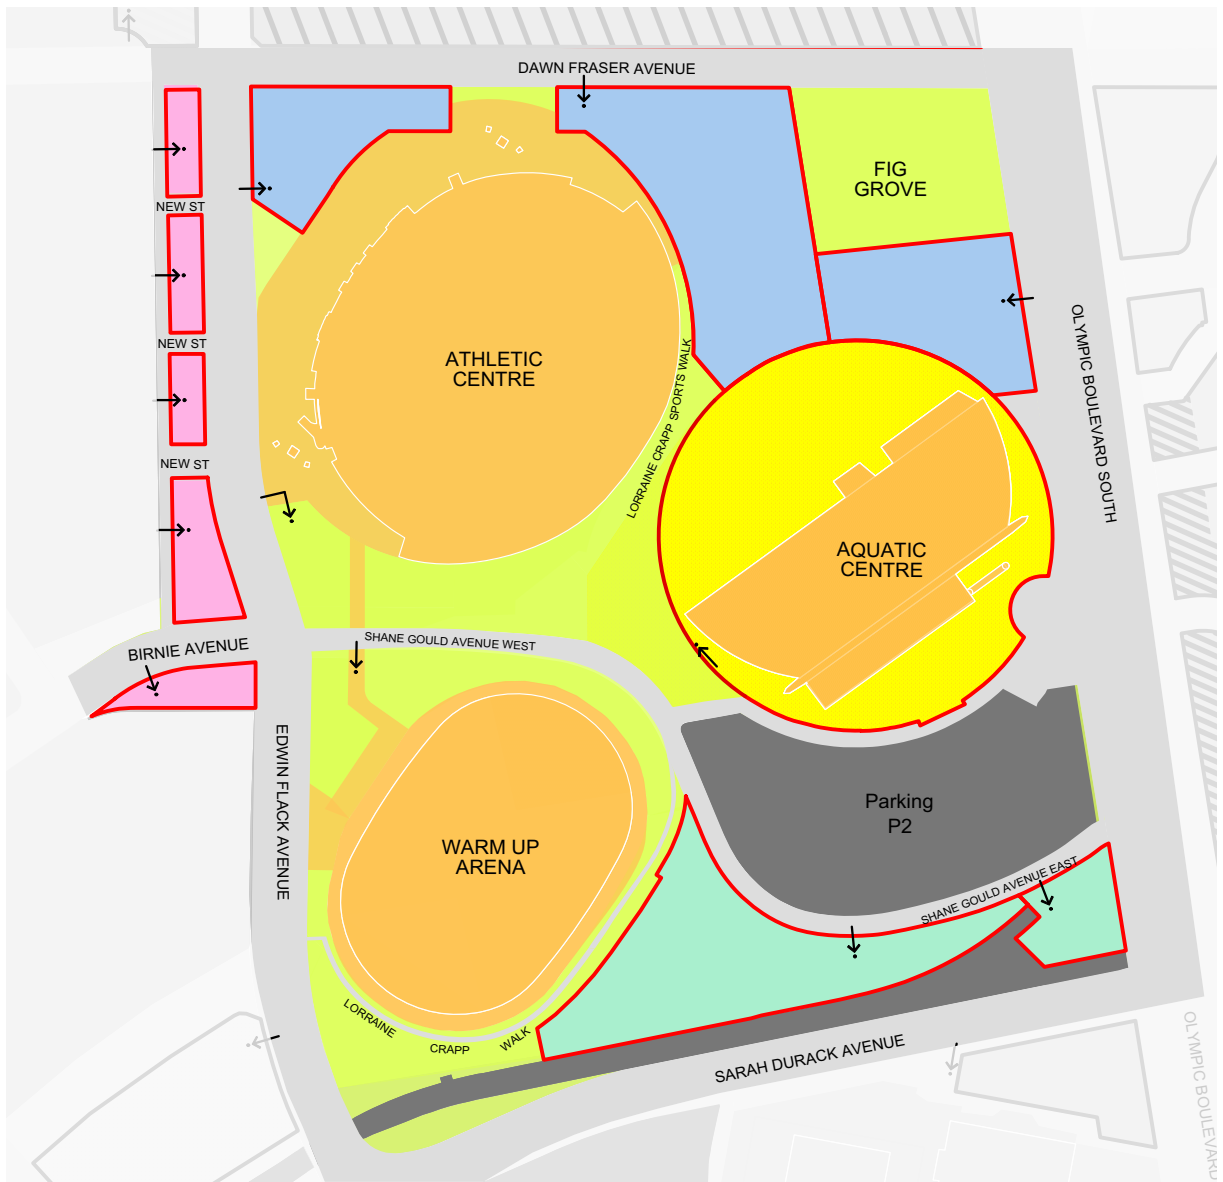 DAWN FRASER AVENUE
FIG
GROVE
NEW ST
NEW ST
NEW ST
ATHLETIC
CENTRE
LORRAINE CRAPP SPORTS WALK
OLYMPIC BOULEVARD SOUTH
AQUATIC
CENTRE
BIRNIE AVENUE
SHANE GOULD AVENUE WEST
EDWIN FLACK AVENUE
Parking
P2
WARM UP
ARENA
SHANE GOULD AVENUE EAST
LORRAINE
CRAPP
WALK
SARAH DURACK AVENUE
OLYMPIC BOULEVARD